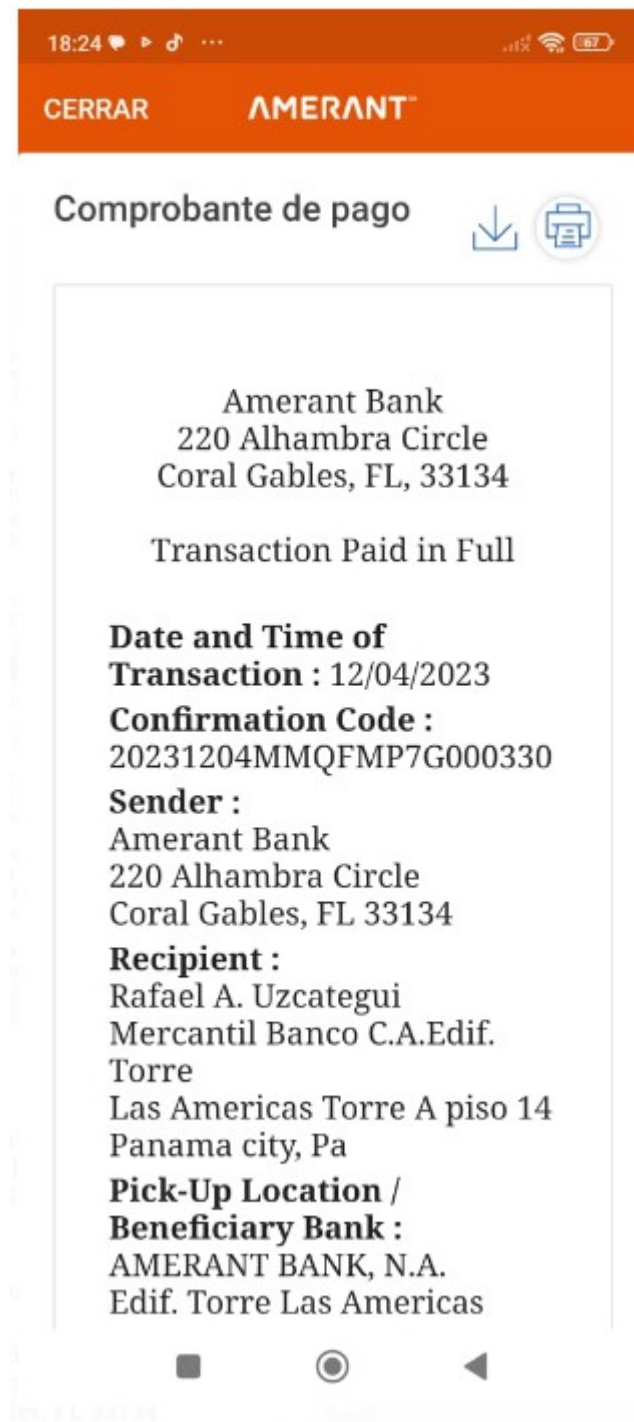 18:24
67
CERRAR AMERANT
Comprobante de pago
Amerant Bank
220 Alhambra Circle
Coral Gables, FL, 33134
Transaction Paid in Full
Date and Time of
Transaction : 12/04/2023
Confirmation Code :
20231204MMQFMP7G000330
Sender :
Amerant Bank
220 Alhambra Circle
Coral Gables, FL 33134
Recipient :
Rafael A. Uzcategui
Mercantil Banco C.A.Edif.
Torre
Las Americas Torre A piso 14
Panama city, Pa
Pick-Up Location /
Beneficiary Bank :
AMERANT BANK, N.A.
Edif. Torre Las Americas